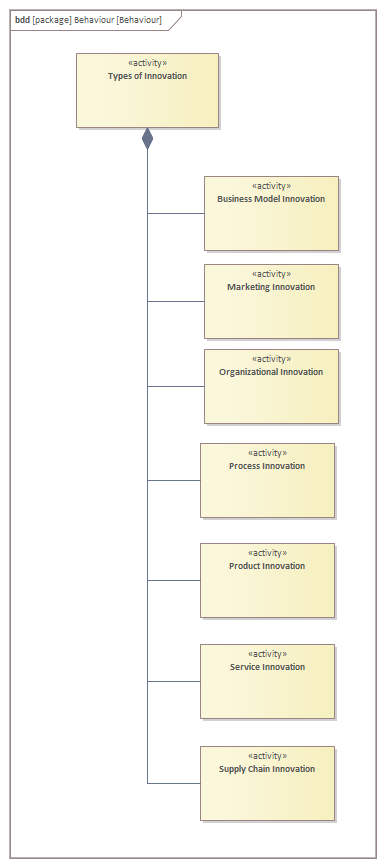 bdd [package] Behaviour [Behaviour]
«activity»
Types of Innovation
«activity»
Business Model Innovation
«activity»
Marketing Innovation
«activity»
Organizational Innovation
«activity»
Process Innovation
«activity»
Product Innovation
«activity»
Service Innovation
«activity»
Supply Chain Innovation